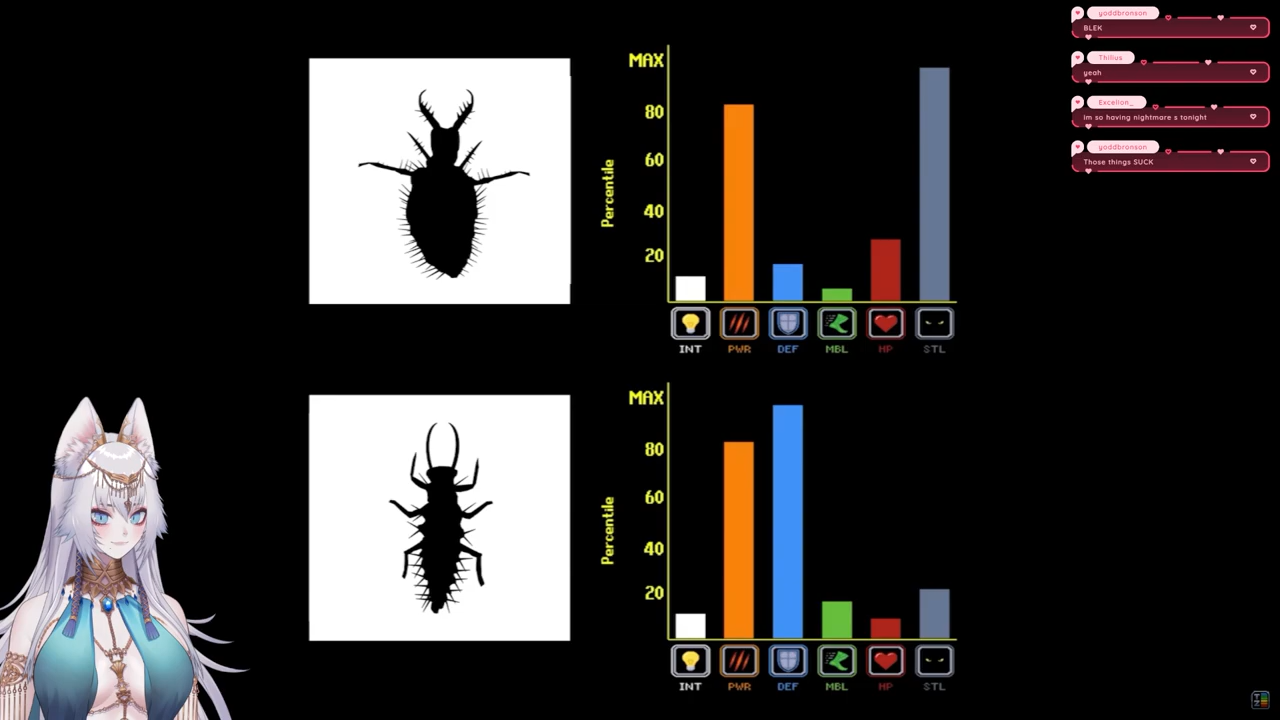 MAX
80
60
40
20
Percentile
INT
PWR
DEF
MBL
HP
STL
MAX
80
60
40
20
Percentile
INT
PWR
DEF
MBL
HP
STL
yoddbronson
BLEK
Thilius
yeah
Excelion_
Im so having nightmare s tonight
yoddbronson
Those things SUCK